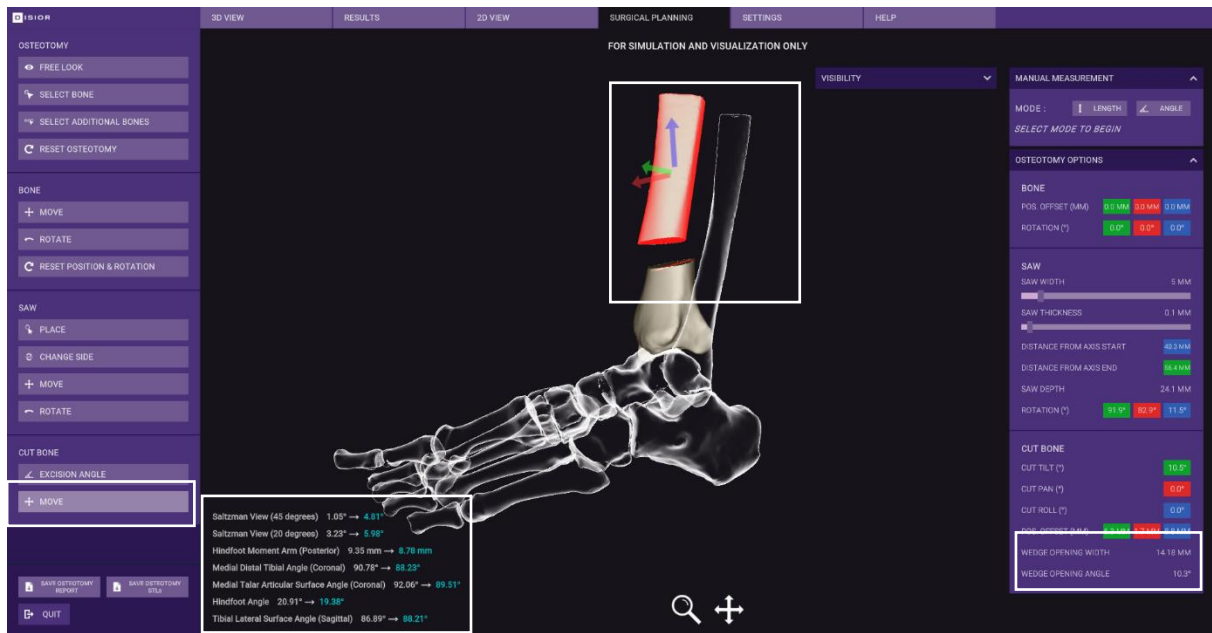 DISIOR
3D VIEW
RESULTS
2D VIEW
SURGICAL PLANNING
SETTINGS
HELP
OSTEOTOMY
FREE LOOK
SELECT BONE
SELECT ADDITIONAL BONES
RESET OSTEOTOMY
BONE
MOVE
ROTATE
RESET POSITION & ROTATION
SAW
PLACE
CHANGE SIDE
MOVE
ROTATE
CUT BONE
EXCISION ANGLE
MOVE
SAVE OSTEOTOMY REPORT
SAVE OSTEOTOMY STLs
QUIT
FOR SIMULATION AND VISUALIZATION ONLY
VISIBILITY
Saltzman View (45 degrees) 1.05° → 4.81°
Saltzman View (20 degrees) 3.23° → 5.98°
Hindfoot Moment Arm (Posterior) 9.35 mm → 8.78 mm
Medial Distal Tibial Angle (Coronal) 90.78° → 88.23°
Medial Talar Articular Surface Angle (Coronal) 92.06° → 89.51°
Hindfoot Angle 20.91° → 19.38°
Tibial Lateral Surface Angle (Sagittal) 86.89° → 88.21°
MANUAL MEASUREMENT
MODE : LENGTH ANGLE
SELECT MODE TO BEGIN
OSTEOTOMY OPTIONS
BONE
POS. OFFSET (MM) 0.0 MM 0.0 MM 0.0 MM
ROTATION (°) 0.0° 0.0° 0.0°
SAW
SAW WIDTH 5 MM
SAW THICKNESS 0.1 MM
DISTANCE FROM AXIS START
DISTANCE FROM AXIS END
SAW DEPTH 24.1 MM
ROTATION (°) 91.9° 82.9° 11.5°
CUT BONE
CUT TILT (°) 10.5°
CUT PAN (°) 0.0°
CUT ROLL (°) 0.0°
POS. OFFSET (MM)
WEDGE OPENING WIDTH 14.18 MM
WEDGE OPENING ANGLE 10.3°